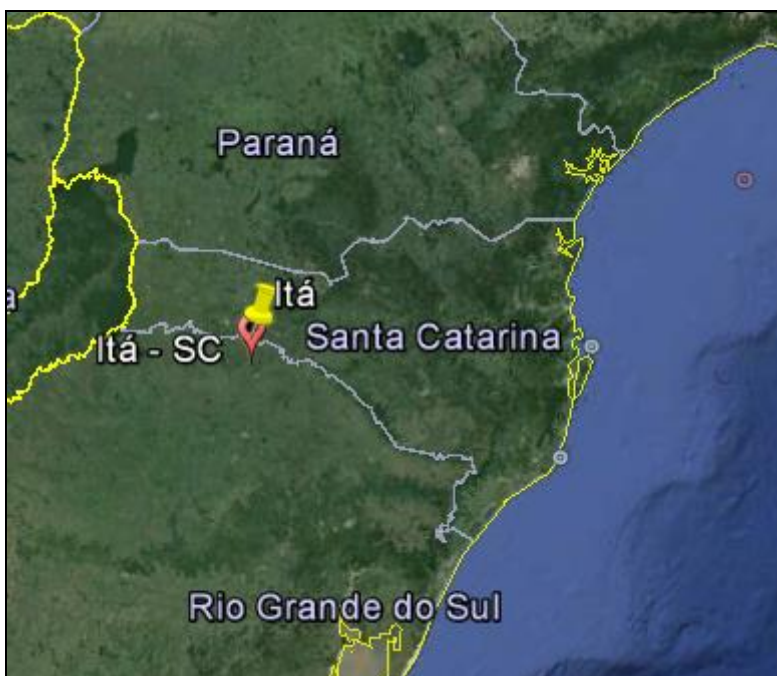 Paraná
Itá
Itá - SC
Santa Catarina
a
Rio Grande do Sul